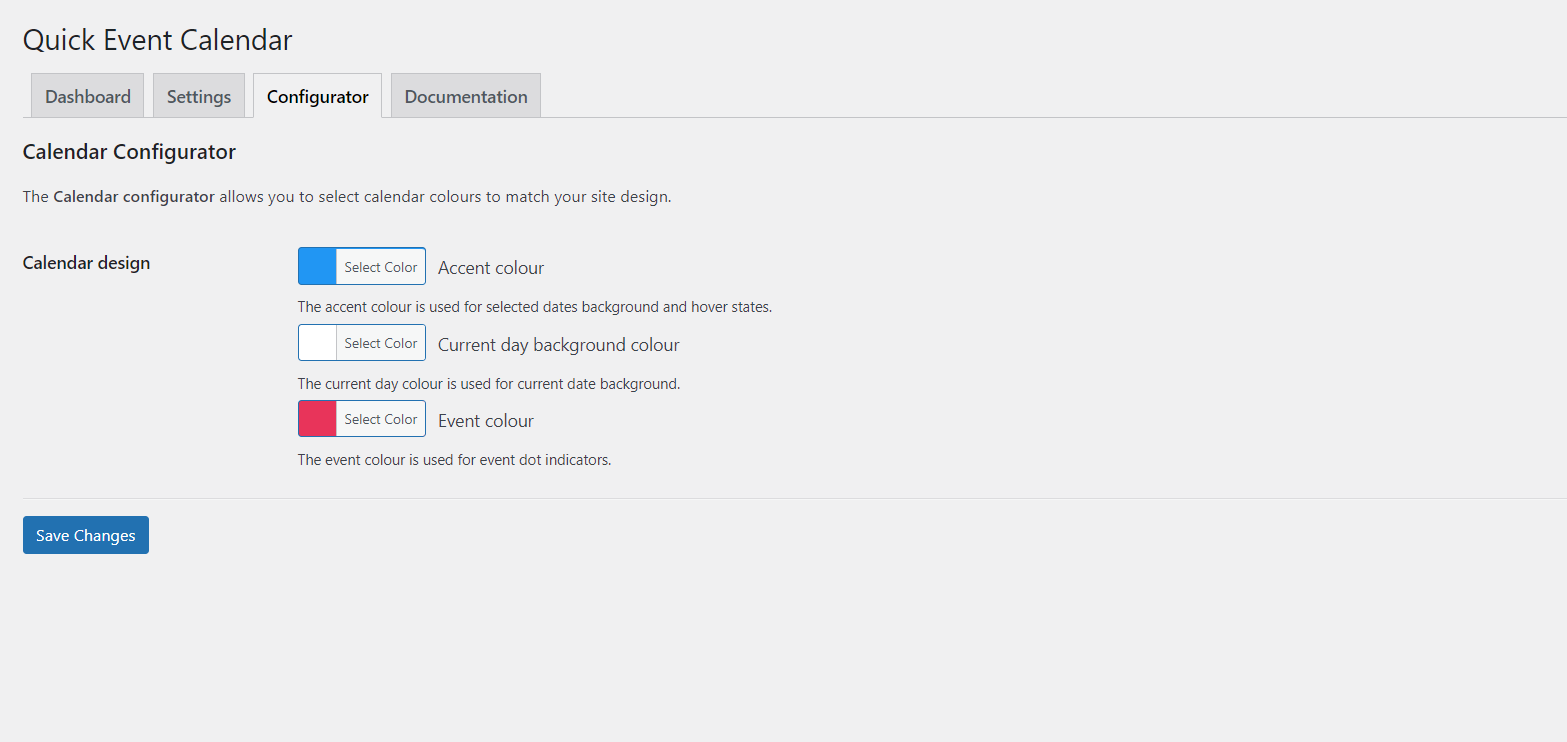 Quick Event Calendar
Dashboard Settings Configurator Documentation
Calendar Configurator
The Calendar configurator allows you to select calendar colours to match your site design.
Calendar design
Select Color Accent colour
The accent colour is used for selected dates background and hover states.
Select Color Current day background colour
The current day colour is used for current date background.
Select Color Event colour
The event colour is used for event dot indicators.
Save Changes